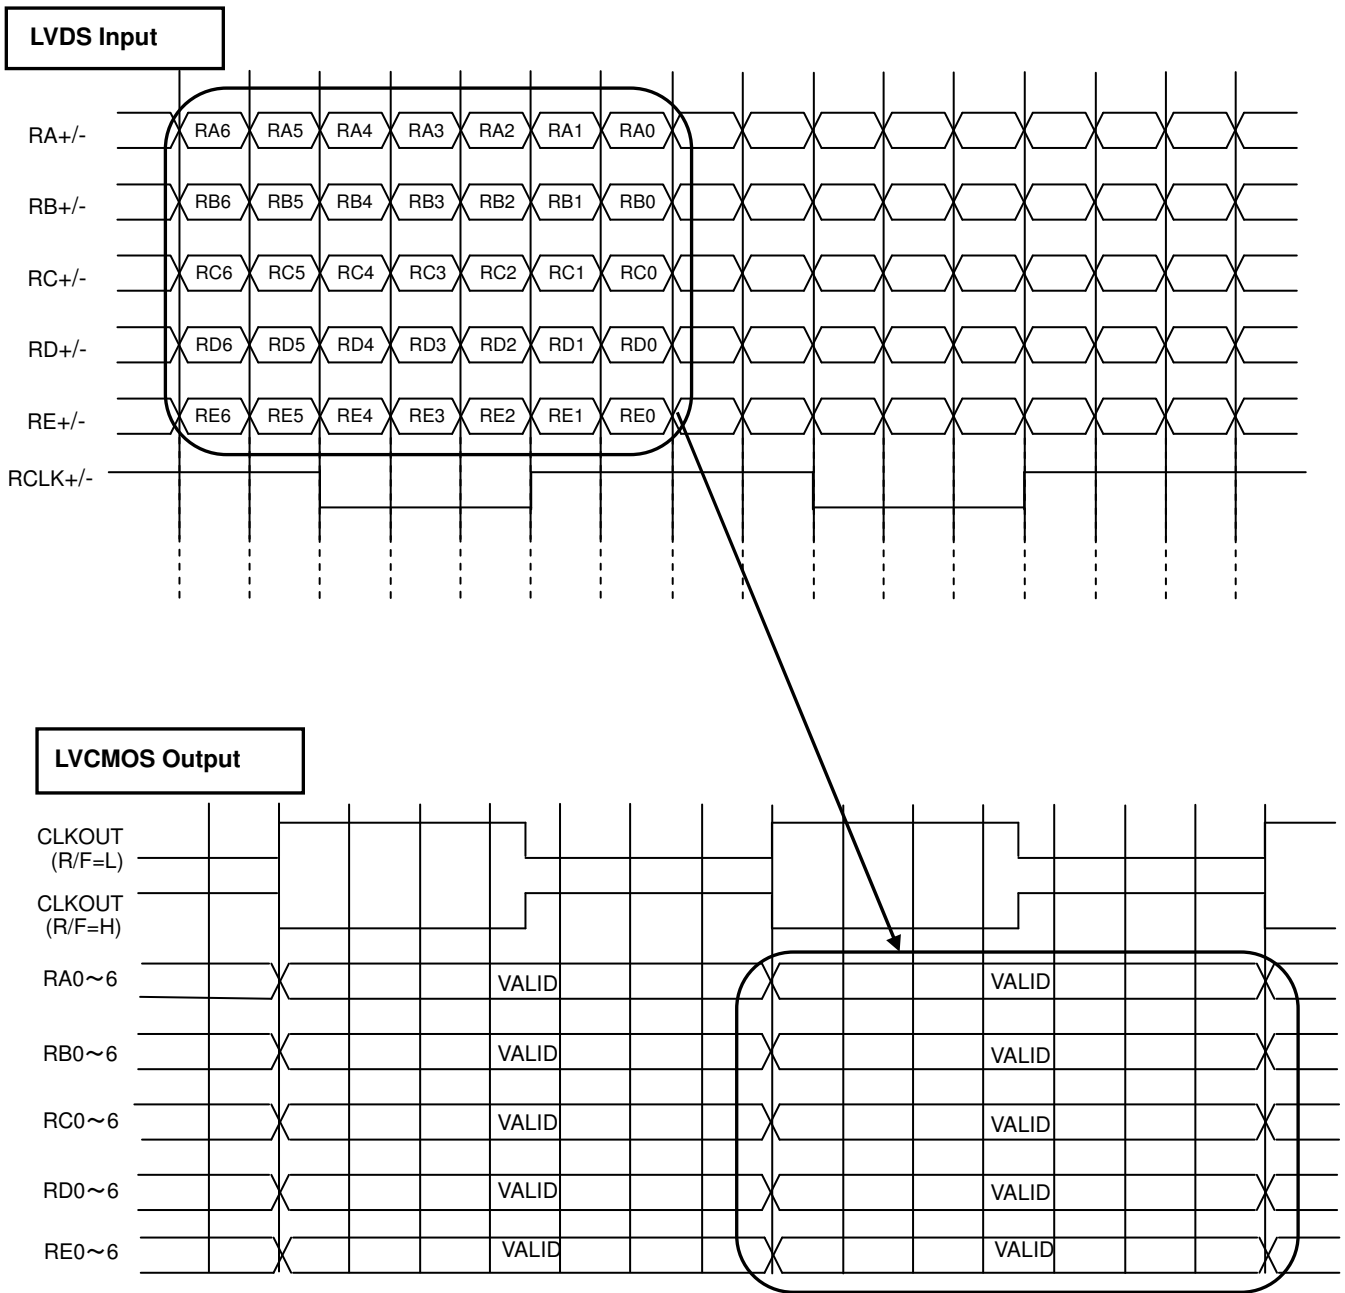 LVDS Input
RA+/- RA6 RA5 RA4 RA3 RA2 RA1 RA0
RB+/- RB6 RB5 RB4 RB3 RB2 RB1 RB0
RC+/- RC6 RC5 RC4 RC3 RC2 RC1 RC0
RD+/- RD6 RD5 RD4 RD3 RD2 RD1 RD0
RE+/- RE6 RE5 RE4 RE3 RE2 RE1 RE0
RCLK+/-
LVCMOS Output
CLKOUT
(R/F=L)
CLKOUT
(R/F=H)
RA0～6 VALID VALID
RB0～6 VALID VALID
RC0～6 VALID VALID
RD0～6 VALID VALID
RE0～6 VALID VALID